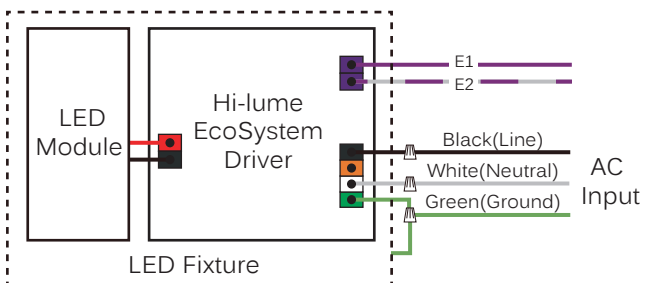 LED
Module
Hi-lume
EcoSystem
Driver
E1
E2
Black(Line)
White(Neutral)
Green(Ground)
AC
Input
LED Fixture